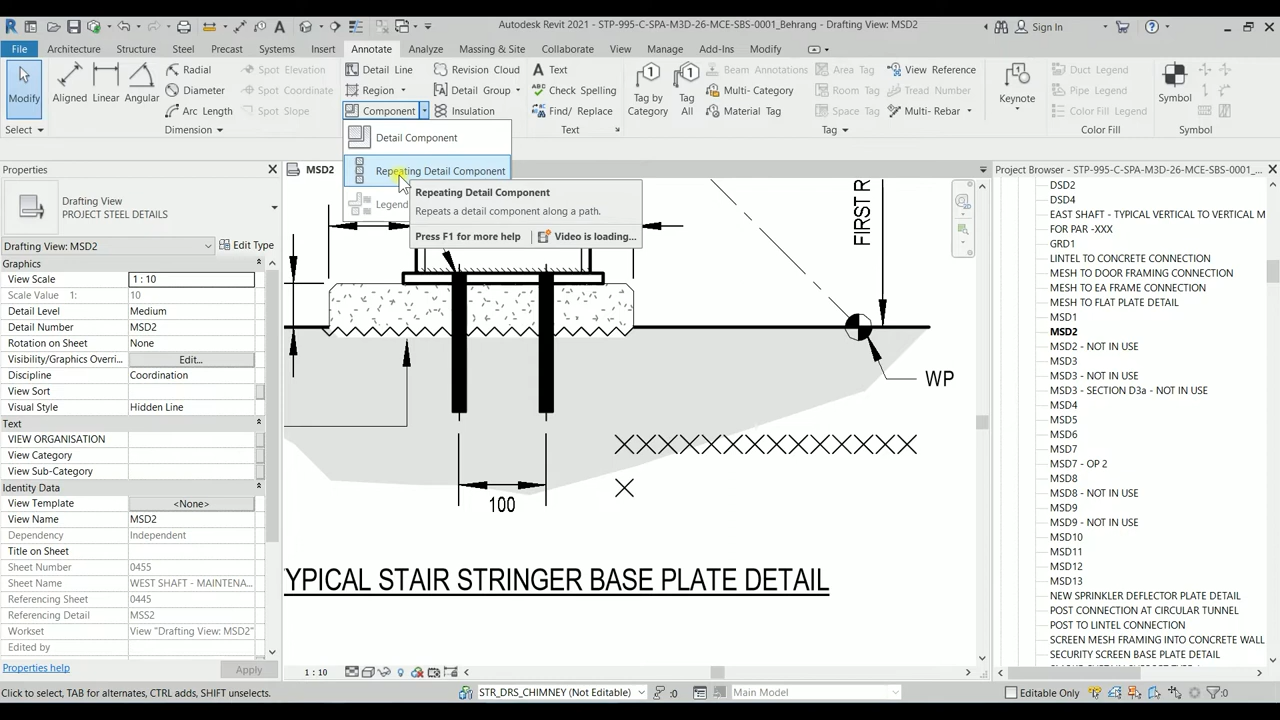 Autodesk Revit 2021 - STP-995-C-SPA-M3D-26-MCE-SBS-0001_Behrang - Drafting View: MSD2
Sign In
File Architecture Structure Steel Precast Systems Insert Annotate Analyze Massing & Site Collaborate View Manage Add-Ins Modify
Modify
Select
Aligned
Linear
Angular
Radial
Diameter
Arc Length
Spot Elevation
Spot Coordinate
Spot Slope
Dimension
Detail Line
Region
Component
Revision Cloud
Detail Group
Insulation
Text
Check Spelling
Find/ Replace
Text
Tag by
Category
Tag
All
Beam Annotations
Multi- Category
Material Tag
Area Tag
Room Tag
Space Tag
View Reference
Tread Number
Multi- Rebar
Tag
Keynote
Duct Legend
Pipe Legend
Color Fill Legend
Color Fill
Symbol
Symbol
Detail Component
Repeating Detail Component
Legend
Repeating Detail Component
Repeats a detail component along a path.
Press F1 for more help
Video is loading...
Properties
Drafting View
PROJECT STEEL DETAILS
Drafting View: MSD2
Edit Type
Graphics
View Scale 1 : 10
Scale Value 1: 10
Detail Level Medium
Detail Number MSD2
Rotation on Sheet None
Visibility/Graphics Overri... Edit...
Discipline Coordination
View Sort
Visual Style Hidden Line
Text
VIEW ORGANISATION
View Category
View Sub-Category
Identity Data
View Template <None>
View Name MSD2
Dependency Independent
Title on Sheet
Sheet Number 0455
Sheet Name WEST SHAFT - MAINTENA...
Referencing Sheet 0445
Referencing Detail MSS2
Workset View "Drafting View: MSD2"
Edited by
Properties help
Apply
MSD2
FIRST R
WP
100
YPICAL STAIR STRINGER BASE PLATE DETAIL
1 : 10
Project Browser - STP-995-C-SPA-M3D-26-MCE-SBS-0001_...
DSD2
DSD4
EAST SHAFT - TYPICAL VERTICAL TO VERTICAL M
FOR PAR -XXX
GRD1
LINTEL TO CONCRETE CONNECTION
MESH TO DOOR FRAMING CONNECTION
MESH TO EA FRAME CONNECTION
MESH TO FLAT PLATE DETAIL
MSD1
MSD2
MSD2 - NOT IN USE
MSD3
MSD3 - NOT IN USE
MSD3 - SECTION D3a - NOT IN USE
MSD4
MSD5
MSD6
MSD7
MSD7 - OP 2
MSD8
MSD8 - NOT IN USE
MSD9
MSD9 - NOT IN USE
MSD10
MSD11
MSD12
MSD13
NEW SPRINKLER DEFLECTOR PLATE DETAIL
POST CONNECTION AT CIRCULAR TUNNEL
POST TO LINTEL CONNECTION
SCREEN MESH FRAMING INTO CONCRETE WALL
SECURITY SCREEN BASE PLATE DETAIL
Click to select, TAB for alternates, CTRL adds, SHIFT unselects.
STR_DRS_CHIMNEY (Not Editable)
:0
Main Model
Editable Only
:0